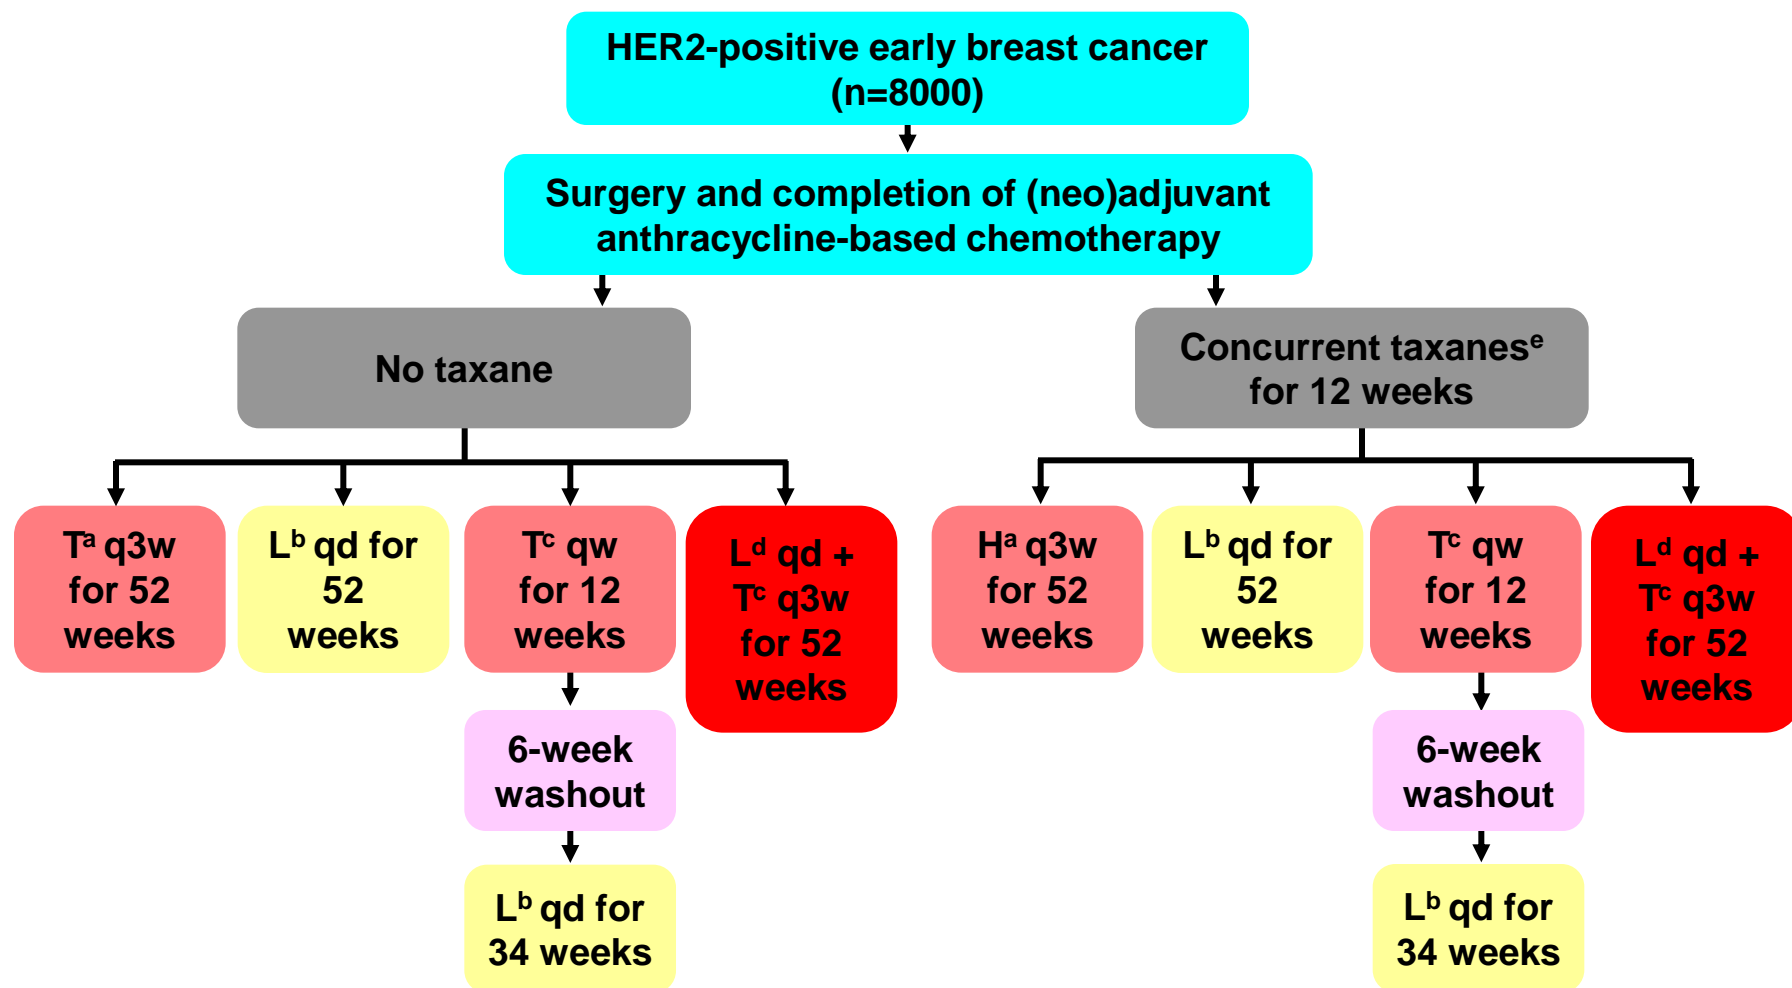 HER2-positive early breast cancer
(n=8000)
Surgery and completion of (neo)adjuvant
anthracycline-based chemotherapy
No taxane
Concurrent taxanesᵉ
for 12 weeks
Tᵃ q3w
for 52
weeks
Lᵇ qd for
52
weeks
Tᶜ qw
for 12
weeks
Lᵈ qd +
Tᶜ q3w
for 52
weeks
6-week
washout
Lᵇ qd for
34 weeks
Hᵃ q3w
for 52
weeks
Lᵇ qd for
52
weeks
Tᶜ qw
for 12
weeks
Lᵈ qd +
Tᶜ q3w
for 52
weeks
6-week
washout
Lᵇ qd for
34 weeks